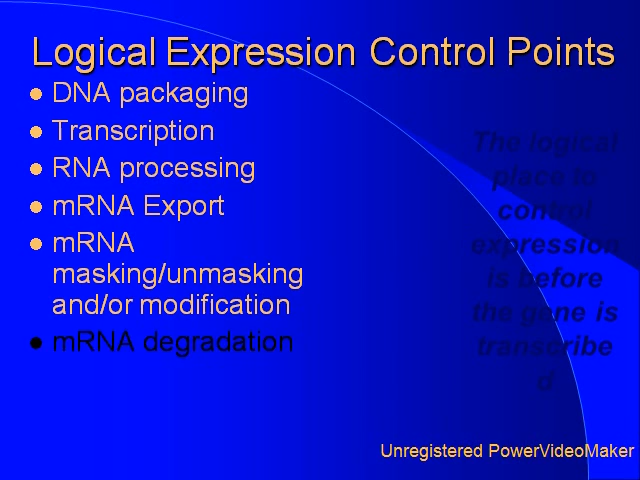 Logical Expression Control Points
● DNA packaging
● Transcription
● RNA processing
● mRNA Export
● mRNA
masking/unmasking
and/or modification
● mRNA degradation
The logical
place to
control
expression
is before
the gene is
transcribe
d
Unregistered PowerVideoMaker